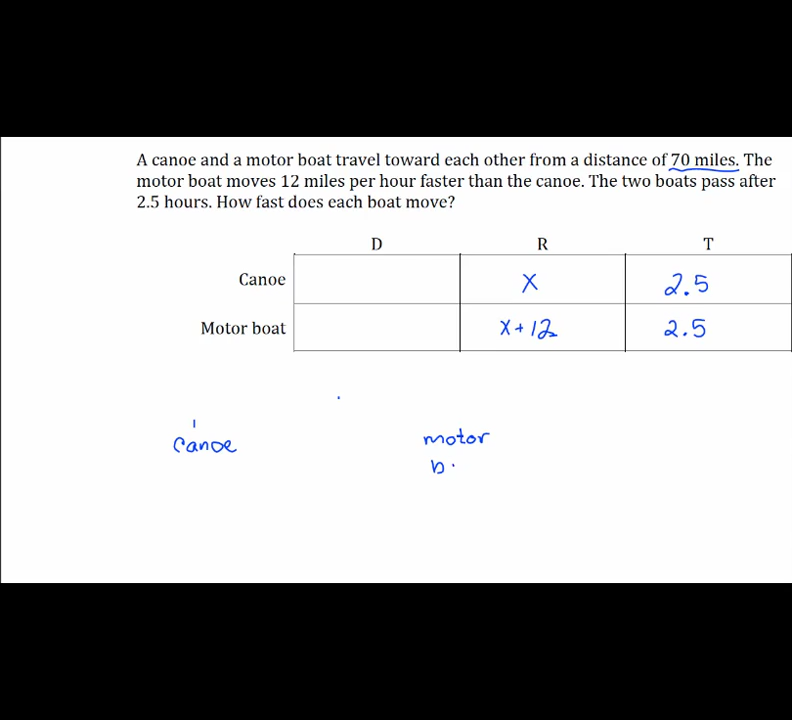 A canoe and a motor boat travel toward each other from a distance of 70 miles. The
motor boat moves 12 miles per hour faster than the canoe. The two boats pass after
2.5 hours. How fast does each boat move?
D R T
Canoe x 2.5
Motor boat x+12 2.5
canoe motor
b.